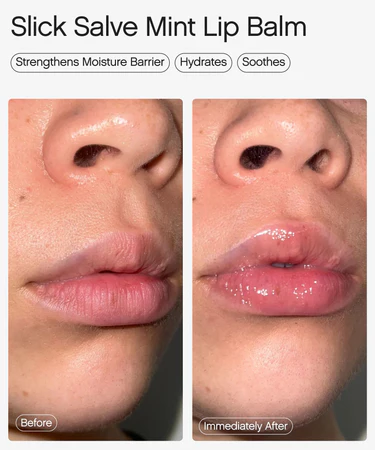 Slick Salve Mint Lip Balm
Strengthens Moisture Barrier Hydrates Soothes
Before Immediately After